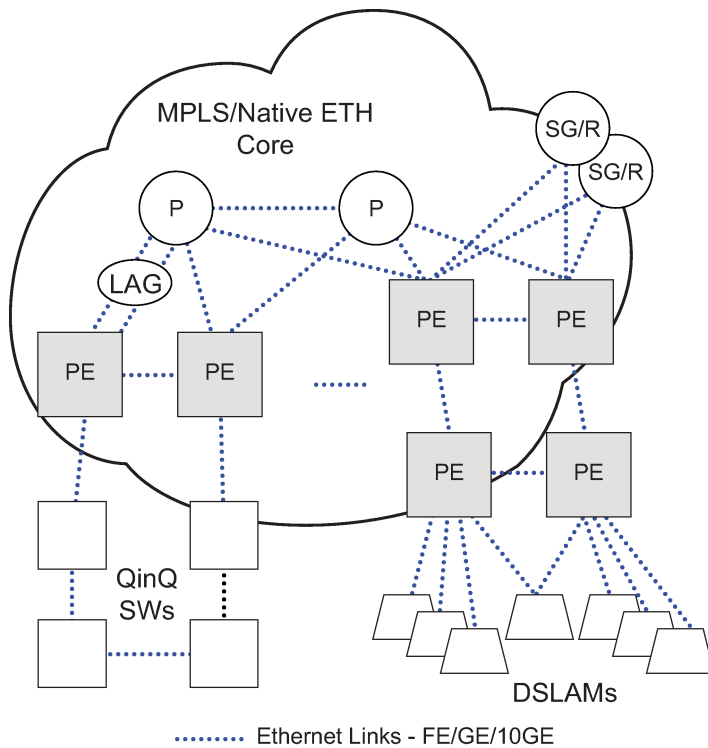 MPLS/Native ETH
Core
SG/R
SG/R
P
P
LAG
PE
PE
PE
PE
PE
PE
QinQ
SWs
DSLAMs
Ethernet Links - FE/GE/10GE